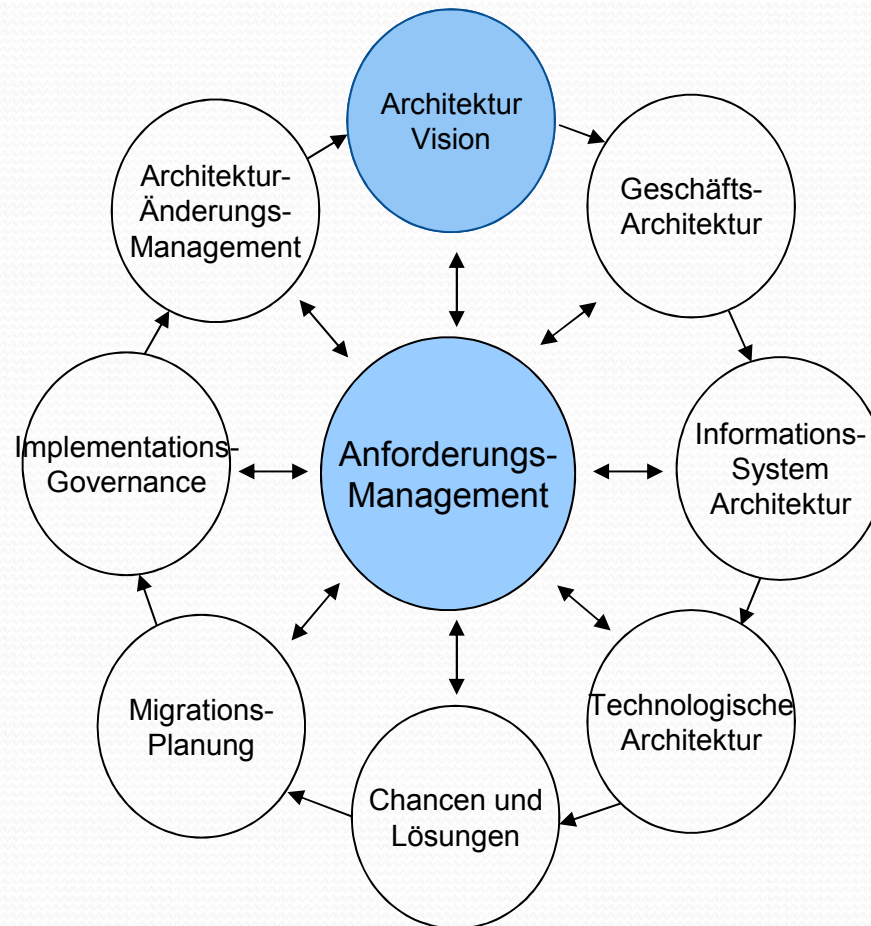 Architektur
Vision
Geschäfts-
Architektur
Informations-
System
Architektur
Technologische
Architektur
Chancen und
Lösungen
Migrations-
Planung
Implementations-
Governance
Architektur-
Änderungs-
Management
Anforderungs-
Management